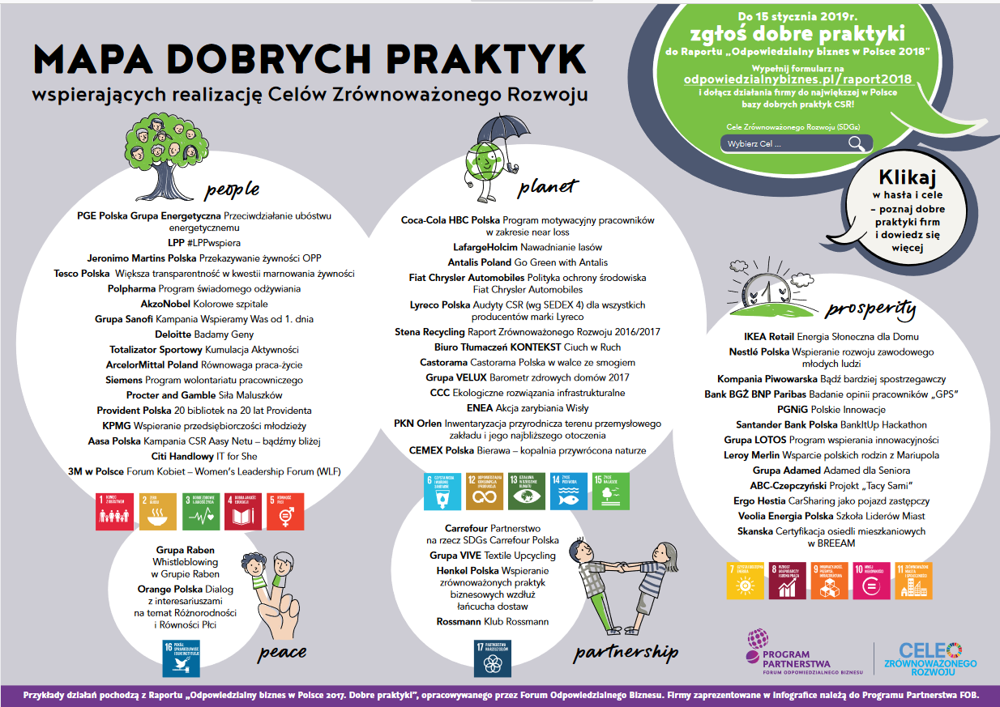 MAPA DOBRYCH PRAKTYK
wspierających realizację Celów Zrównoważonego Rozwoju
Do 15 stycznia 2019r.
zgłoś dobre praktyki
do Raportu „Odpowiedzialny biznes w Polsce 2018”
Wypełnij formularz na
odpowiedzialnybiznes.pl/raport2018
i dołącz działania firmy do największej w Polsce
bazy dobrych praktyk CSR!
Cele Zrównoważonego Rozwoju (SDGs)
Wybierz Cel ...
Klikaj
w hasła i cele
– poznaj dobre
praktyki firm
i dowiedz się
więcej
people
PGE Polska Grupa Energetyczna Przeciwdziałanie ubóstwu
energetycznemu
LPP #LPPwspiera
Jeronimo Martins Polska Przekazywanie żywności OPP
Tesco Polska Większa transparentność w kwestii marnowania żywności
Polpharma Program świadomego odżywiania
AkzoNobel Kolorowe szpitale
Grupa Sanofi Kampania Wspieramy Was od 1. dnia
Deloitte Badamy Geny
Totalizator Sportowy Kumulacja Aktywności
ArcelorMittal Poland Równowaga praca-życie
Siemens Program wolontariatu pracowniczego
Procter and Gamble Siła Maluszków
Provident Polska 20 bibliotek na 20 lat Providenta
KPMG Wspieranie przedsiębiorczości młodzieży
Aasa Polska Kampania CSR Aasy Netu – bądźmy bliżej
Citi Handlowy IT for She
3M w Polsce Forum Kobiet – Women's Leadership Forum (WLF)
1 KONIEC
Z UBÓSTWEM
2 ZERO
GŁODU
3 DOBRE ZDROWIE
I JAKOŚĆ ŻYCIA
4 DOBRA JAKOŚĆ
EDUKACJI
5 RÓWNOŚĆ
PŁCI
planet
Coca-Cola HBC Polska Program motywacyjny pracowników
w zakresie near loss
LafargeHolcim Nawadnianie lasów
Antalis Poland Go Green with Antalis
Fiat Chrysler Automobiles Polityka ochrony środowiska
Fiat Chrysler Automobiles
Lyreco Polska Audyty CSR (wg SEDEX 4) dla wszystkich
producentów marki Lyreco
Stena Recycling Raport Zrównoważonego Rozwoju 2016/2017
Biuro Tłumaczeń KONTEKST Ciuch w Ruch
Castorama Castorama Polska w walce ze smogiem
Grupa VELUX Barometr zdrowych domów 2017
CCC Ekologiczne rozwiązania infrastrukturalne
ENEA Akcja zarybiania Wisły
PKN Orlen Inwentaryzacja przyrodnicza terenu przemysłowego
zakładu i jego najbliższego otoczenia
CEMEX Polska Bierawa – kopalnia przywrócona naturze
6 CZYSTA WODA
I WARUNKI
SANITARNE
12 ODPOWIEDZIALNA
KONSUMPCJA
I PRODUKCJA
13 DZIAŁANIA
W DZIEDZINIE
KLIMATU
14 ŻYCIE
POD WODĄ
15 ŻYCIE
NA LĄDZIE
prosperity
IKEA Retail Energia Słoneczna dla Domu
Nestlé Polska Wspieranie rozwoju zawodowego
młodych ludzi
Kompania Piwowarska Bądź bardziej spostrzegawczy
Bank BGŻ BNP Paribas Badanie opinii pracowników „GPS”
PGNiG Polskie Innowacje
Santander Bank Polska BankItUp Hackathon
Grupa LOTOS Program wspierania innowacyjności
Leroy Merlin Wsparcie polskich rodzin z Mariupola
Grupa Adamed Adamed dla Seniora
ABC-Czepczyński Projekt „Tacy Sami”
Ergo Hestia CarSharing jako pojazd zastępczy
Veolia Energia Polska Szkoła Liderów Miast
Skanska Certyfikacja osiedli mieszkaniowych
w BREEAM
7 CZYSTA I DOSTĘPNA
ENERGIA
8 WZROST
GOSPODARCZY
I GODNA PRACA
9 INNOWACYJNOŚĆ,
PRZEMYSŁ,
INFRASTRUKTURA
10 MNIEJ
NIERÓWNOŚCI
11 ZRÓWNOWAŻONE
MIASTA
I SPOŁECZNOŚCI
Grupa Raben
Whistleblowing
w Grupie Raben
Orange Polska Dialog
z interesariuszami
na temat Różnorodności
i Równości Płci
16 POKÓJ,
SPRAWIEDLIWOŚĆ
I SILNE INSTYTUCJE
peace
Carrefour Partnerstwo
na rzecz SDGs Carrefour Polska
Grupa VIVE Textile Upcycling
Henkel Polska Wspieranie
zrównoważonych praktyk
biznesowych wzdłuż
łańcucha dostaw
Rossmann Klub Rossmann
17 PARTNERSTWA
NA RZECZ CELÓW
partnership
PROGRAM
PARTNERSTWA
FORUM ODPOWIEDZIALNEGO BIZNESU
CELE
ZRÓWNOWAŻONEGO
ROZWOJU
Przykłady działań pochodzą z Raportu „Odpowiedzialny biznes w Polsce 2017. Dobre praktyki”, opracowywanego przez Forum Odpowiedzialnego Biznesu. Firmy zaprezentowane w infografice należą do Programu Partnerstwa FOB.